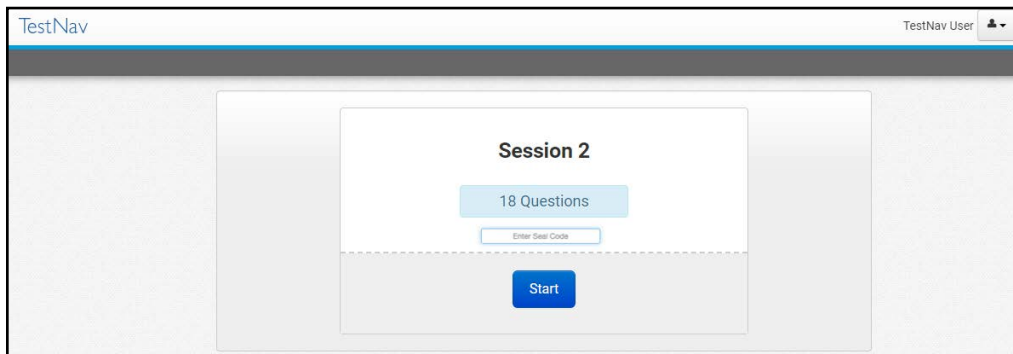 TestNav
TestNav User
Session 2
18 Questions
Enter Seal Code
Start